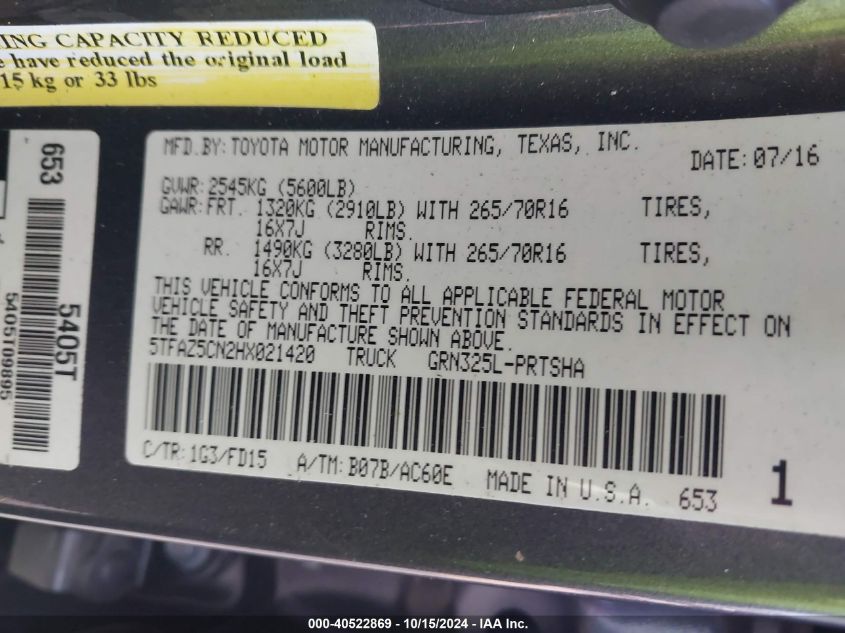 ING CAPACITY REDUCED
have reduced the original load
15 kg or 33 lbs
653
5405T
5405T09895
MFD.BY: TOYOTA MOTOR MANUFACTURING, TEXAS, INC.
DATE: 07/16
GVWR: 2545KG (5600LB)
GAWR: FRT. 1320KG (2910LB) WITH 265/70R16 TIRES,
16X7J RIMS.
RR. 1490KG (3280LB) WITH 265/70R16 TIRES,
16X7J RIMS.
THIS VEHICLE CONFORMS TO ALL APPLICABLE FEDERAL MOTOR
VEHICLE SAFETY AND THEFT PREVENTION STANDARDS IN EFFECT ON
THE DATE OF MANUFACTURE SHOWN ABOVE.
5TFAZ5CN2HX021420 TRUCK GRN325L-PRTSHA
C/TR: 1G3/FD15 A/TM: B07B/AC60E MADE IN U.S.A. 653
1
000-40522869 - 10/15/2024 - IAA Inc.